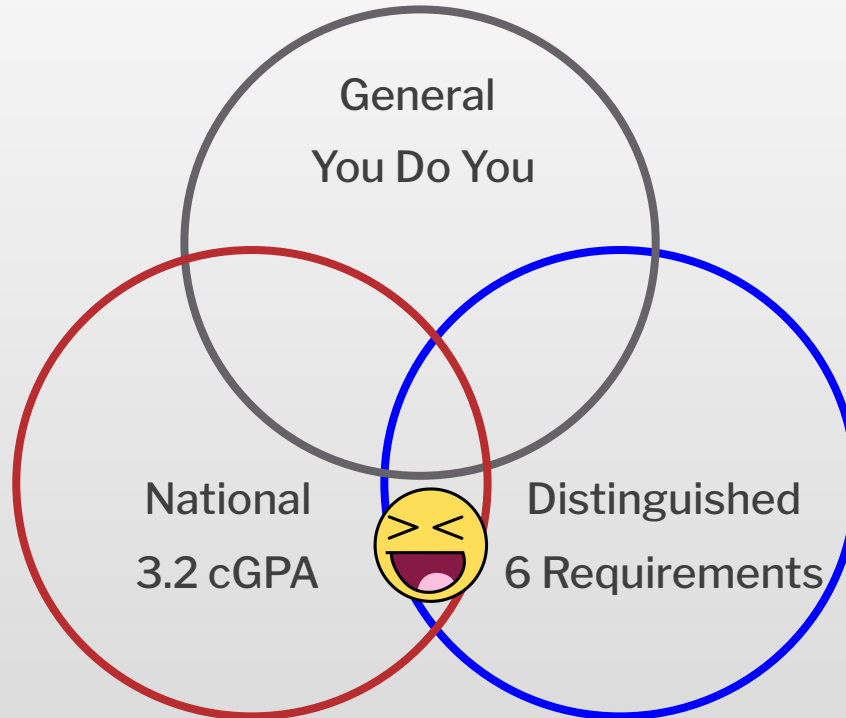 General
You Do You
National
3.2 cGPA
Distinguished
6 Requirements